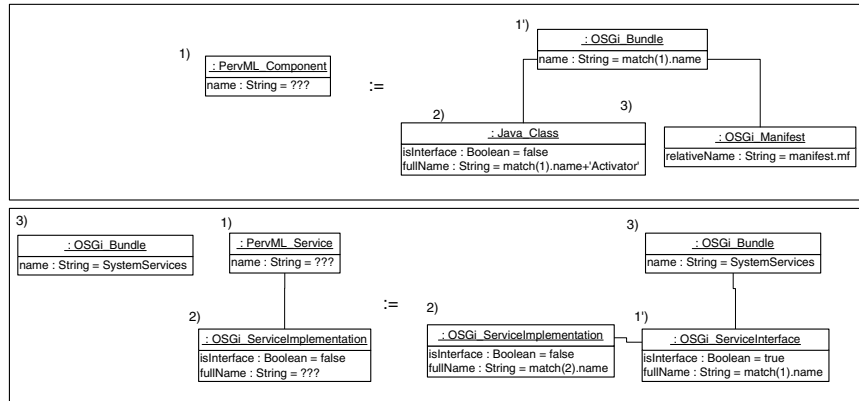 1')
: OSGi_Bundle
name : String = match(1).name
1)
: PervML_Component
name : String = ???
:=
2)
3)
: Java_Class
isInterface : Boolean = false
fullName : String = match(1).name+'Activator'
: OSGi_Manifest
relativeName : String = manifest.mf
3)
: OSGi_Bundle
name : String = SystemServices
1)
: PervML_Service
name : String = ???
3)
: OSGi_Bundle
name : String = SystemServices
:=
2)
: OSGi_ServiceImplementation
isInterface : Boolean = false
fullName : String = ???
2)
: OSGi_ServiceImplementation
isInterface : Boolean = false
fullName : String = match(2).name
1')
: OSGi_ServiceInterface
isInterface : Boolean = true
fullName : String = match(1).name